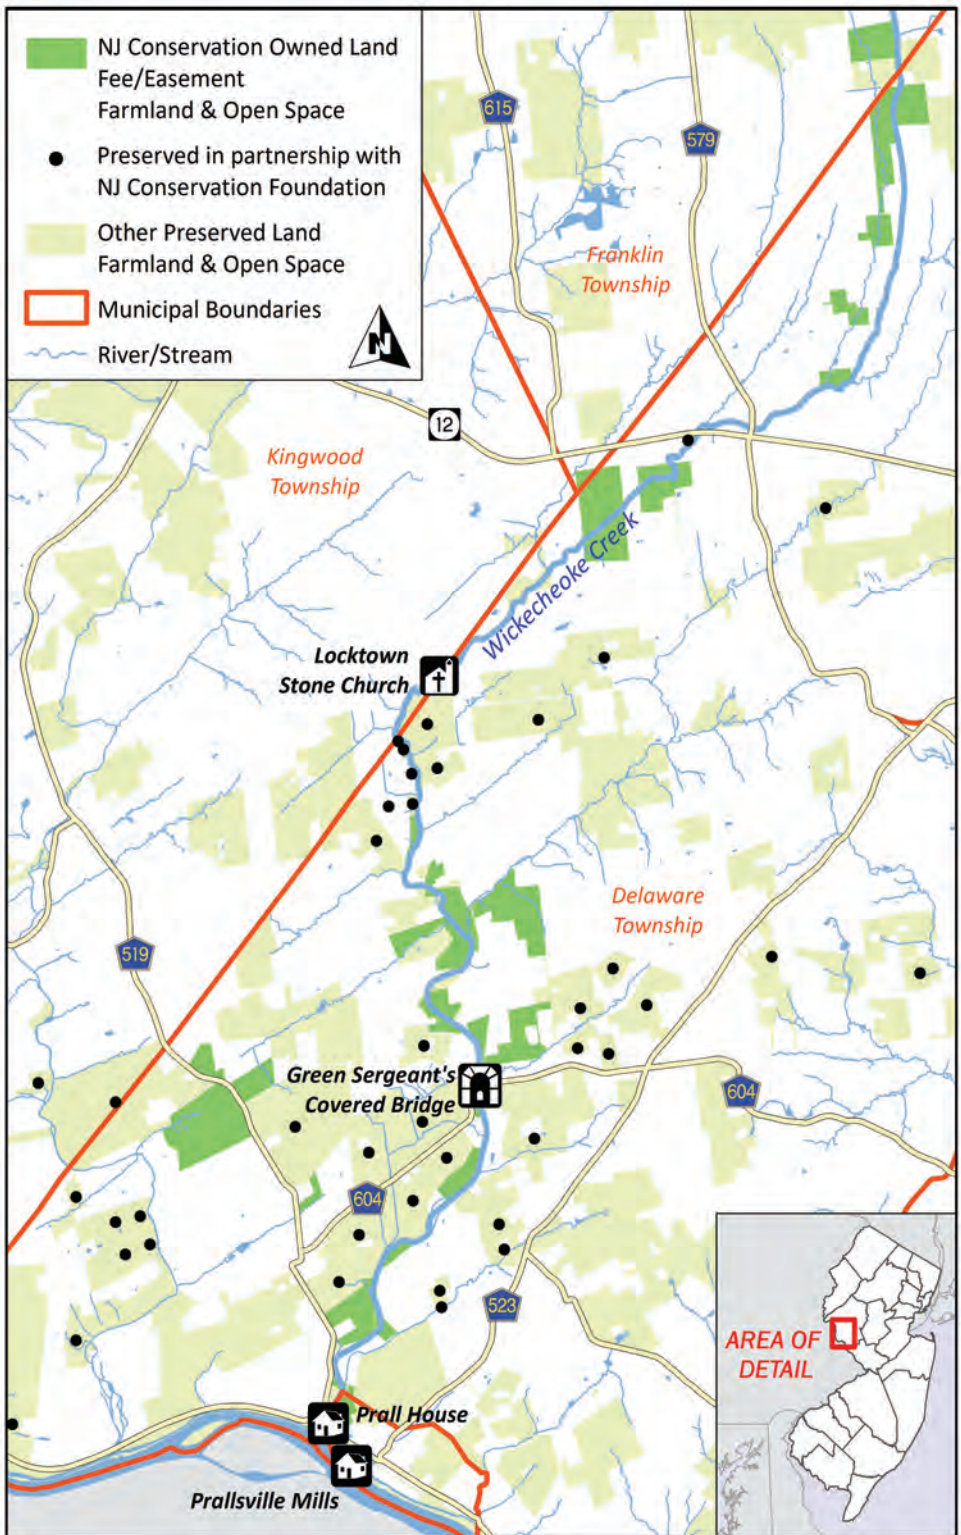 NJ Conservation Owned Land
Fee/Easement
Farmland & Open Space
Preserved in partnership with
NJ Conservation Foundation
Other Preserved Land
Farmland & Open Space
Municipal Boundaries
River/Stream
N
615
579
Franklin
Township
12
Kingwood
Township
Wickecheoke Creek
Locktown
Stone Church
Delaware
Township
519
Green Sergeant's
Covered Bridge
604
604
523
AREA OF
DETAIL
Prall House
Prallsville Mills